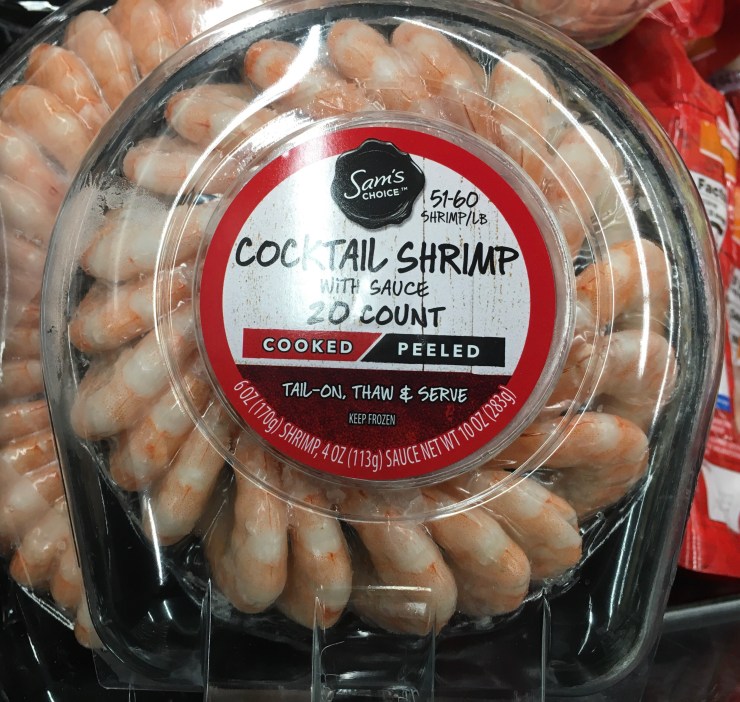 Sam's
CHOICE™
51-60
SHRIMP/LB
COCKTAIL SHRIMP
WITH SAUCE
20 COUNT
COOKED PEELED
TAIL-ON, THAW & SERVE
KEEP FROZEN
6 OZ (170g) SHRIMP, 4 OZ (113g) SAUCE NET WT 10 OZ (283g)